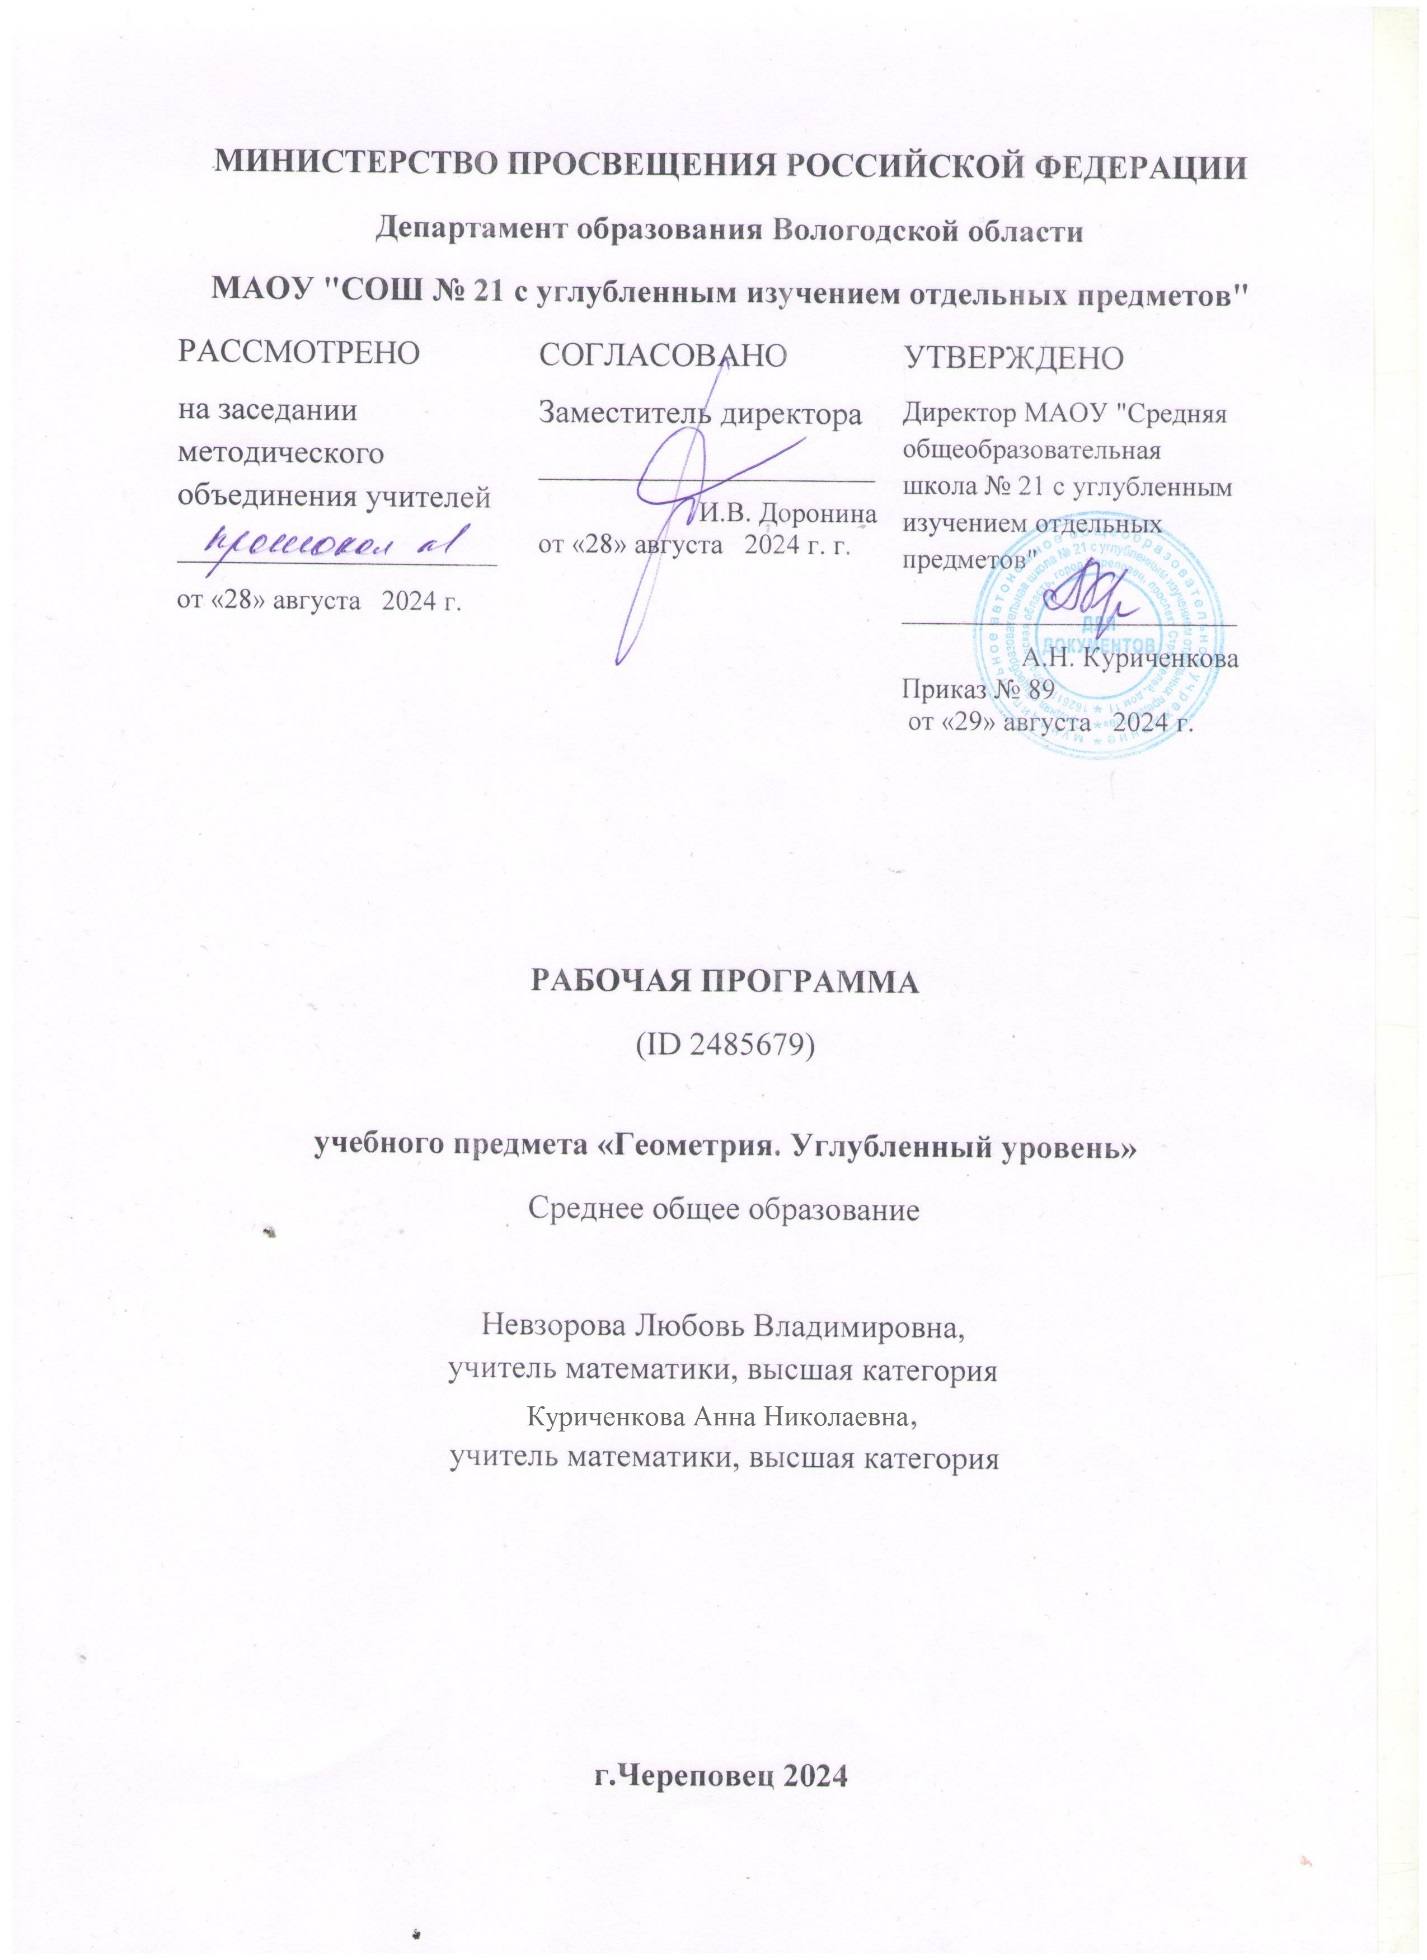 МИНИСТЕРСТВО ПРОСВЕЩЕНИЯ РОССИЙСКОЙ ФЕДЕРАЦИИ
Департамент образования Вологодской области
МАОУ "СОШ № 21 с углубленным изучением отдельных предметов"
РАССМОТРЕНО
на заседании
методического
объединения учителей
протокол №1
от «28» августа 2024 г.
СОГЛАСОВАНО
Заместитель директора
И.В. Доронина
от «28» августа 2024 г. г.
УТВЕРЖДЕНО
Директор МАОУ "Средняя
общеобразовательная
школа № 21 с углубленным
изучением отдельных
предметов"
ДЛЯ
ДОКУМЕНТОВ
А.Н. Куриченкова
Приказ № 89
от «29» августа 2024 г.
РАБОЧАЯ ПРОГРАММА
(ID 2485679)
учебного предмета «Геометрия. Углубленный уровень»
Среднее общее образование
Невзорова Любовь Владимировна,
учитель математики, высшая категория
Куриченкова Анна Николаевна,
учитель математики, высшая категория
г.Череповец 2024